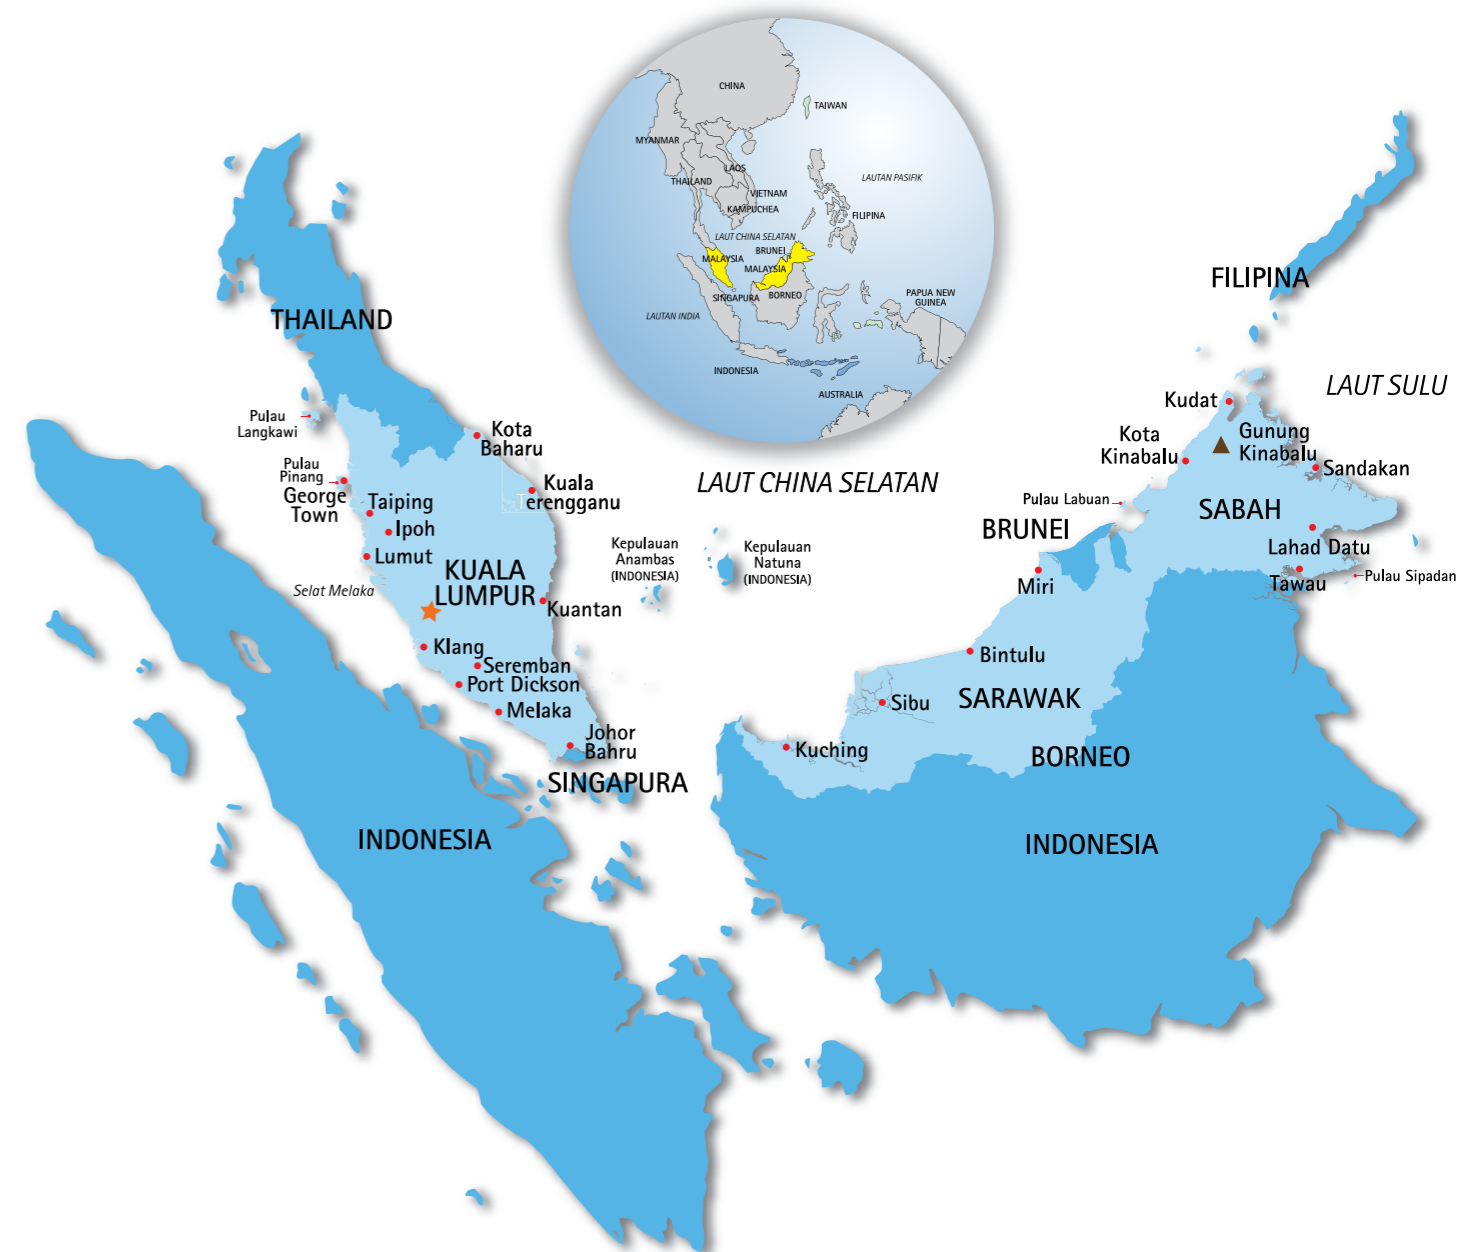 CHINA
TAIWAN
MYANMAR
LAOS
THAILAND
LAUTAN PASIFIK
VIETNAM
KAMPUCHEA
FILIPINA
LAUT CHINA SELATAN
BRUNEI
MALAYSIA
MALAYSIA
SINGAPURA
BORNEO
PAPUA NEW
GUINEA
LAUTAN INDIA
INDONESIA
AUSTRALIA
THAILAND
FILIPINA
LAUT SULU
Pulau
Langkawi
Kota
Baharu
Pulau
Pinang
George
Town
Taiping
Ipoh
Lumut
Kuala
Terengganu
Selat Melaka
KUALA
LUMPUR
Kuantan
Klang
Seremban
Port Dickson
Melaka
Johor
Bahru
SINGAPURA
INDONESIA
LAUT CHINA SELATAN
Kepulauan
Anambas
(INDONESIA)
Kepulauan
Natuna
(INDONESIA)
Kudat
Kota
Kinabalu
Gunung
Kinabalu
Sandakan
Pulau Labuan
SABAH
BRUNEI
Lahad Datu
Tawau
Pulau Sipadan
Miri
Bintulu
Sibu
SARAWAK
Kuching
BORNEO
INDONESIA